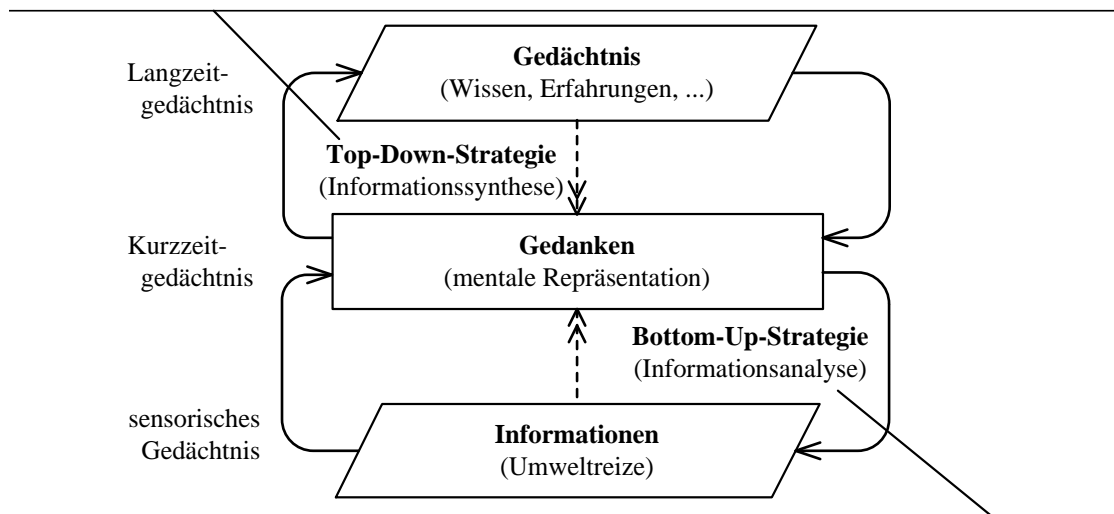 Langzeit-
gedächtnis
Gedächtnis
(Wissen, Erfahrungen, ...)
Top-Down-Strategie
(Informationssynthese)
Kurzzeit-
gedächtnis
Gedanken
(mentale Repräsentation)
Bottom-Up-Strategie
(Informationsanalyse)
sensorisches
Gedächtnis
Informationen
(Umweltreize)